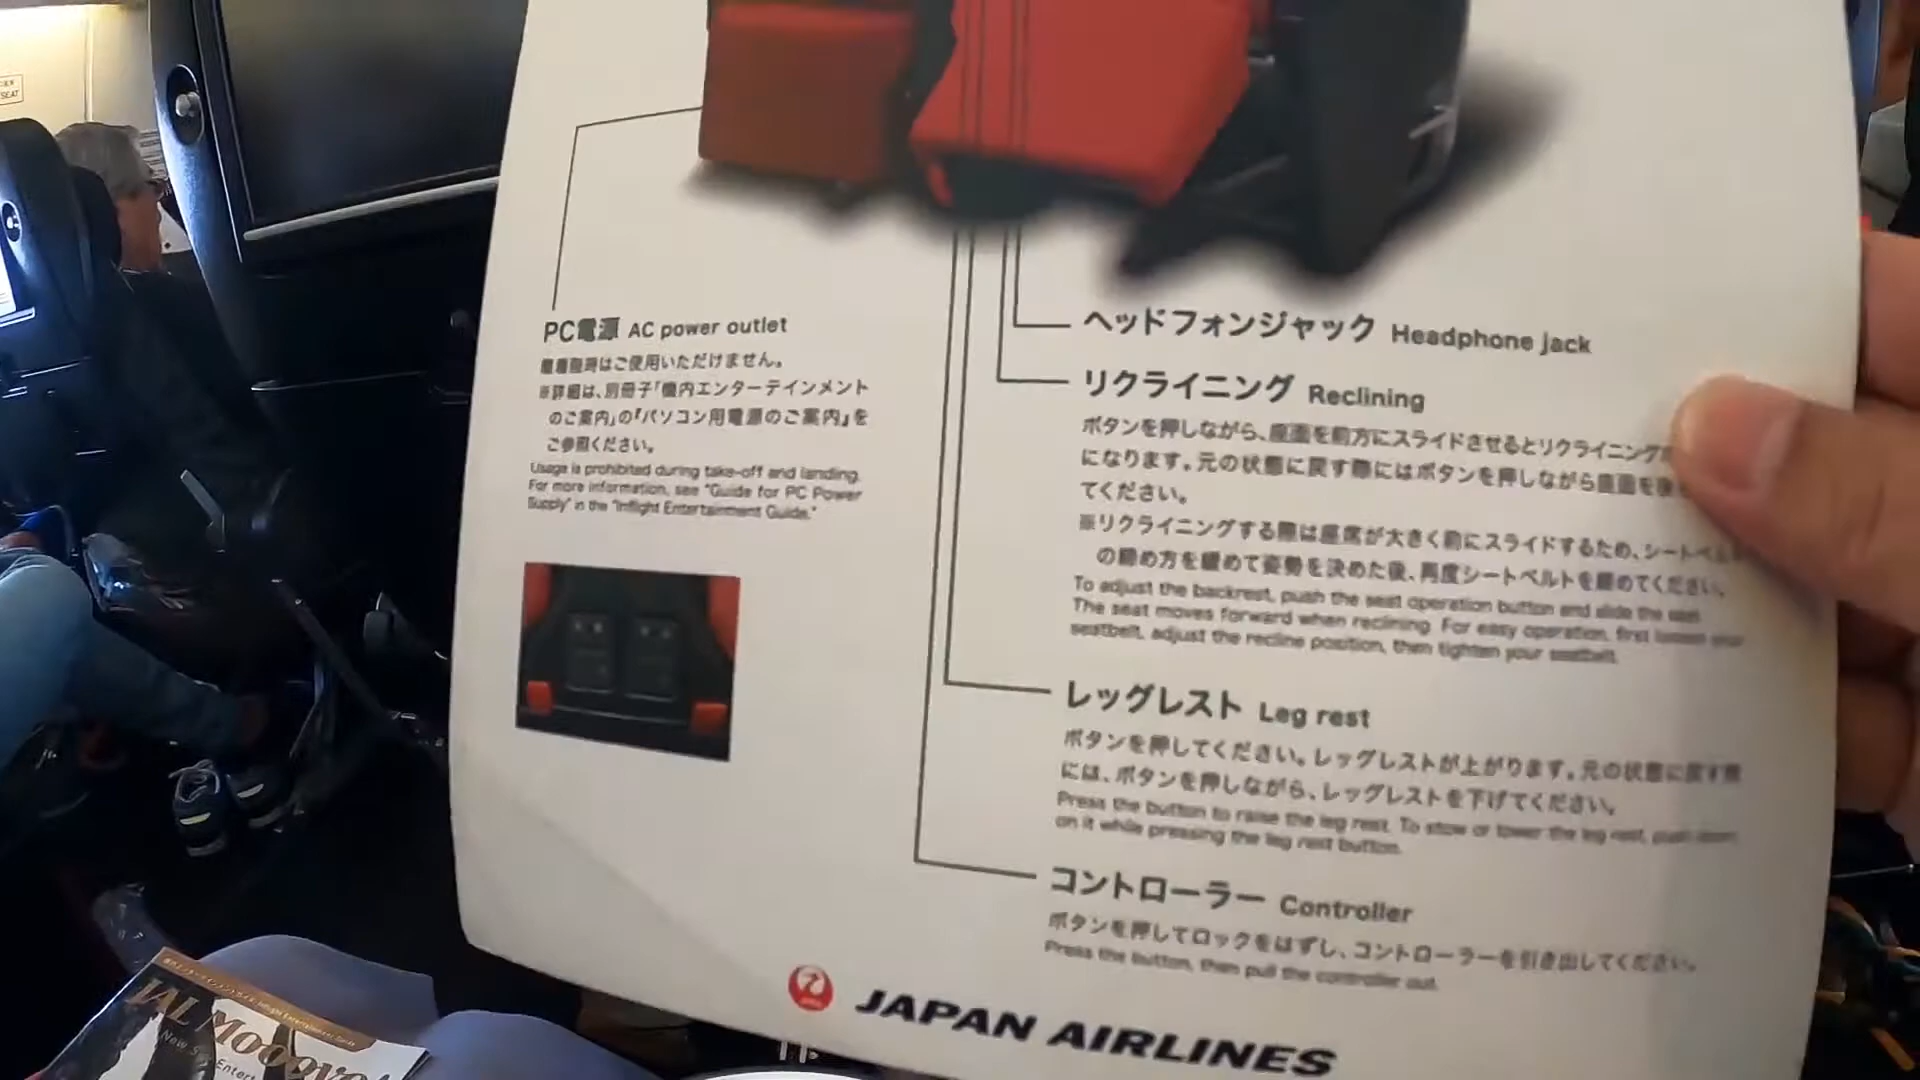 SEAT
PC電源 AC power outlet
離着陸時はご使用いただけません。
※詳細は、別冊子「機内エンターテインメント
のご案内」の「パソコン用電源のご案内」を
ご参照ください。
Usage is prohibited during take-off and landing.
For more information, see "Guide for PC Power
Supply" in the "Inflight Entertainment Guide."
ヘッドフォンジャック Headphone jack
リクライニング Reclining
ボタンを押しながら、座面を前方にスライドさせるとリクライニング
になります。元の状態に戻す際にはボタンを押しながら座面を後
てください。
※リクライニングする際は座席が大きく前にスライドするため、シートベル
の締め方を緩めて姿勢を決めた後、再度シートベルトを締めてください。
To adjust the backrest, push the seat operation button and slide the seat.
The seat moves forward when reclining. For easy operation, first loosen your
seatbelt, adjust the recline position, then tighten your seatbelt.
レッグレスト Leg rest
ボタンを押してください。レッグレストが上がります。元の状態に戻す際
には、ボタンを押しながら、レッグレストを下げてください。
Press the button to raise the leg rest. To stow or lower the leg rest, push down
on it while pressing the leg rest button.
コントローラー Controller
ボタンを押してロックをはずし、コントローラーを引き出してください。
Press the button, then pull the controller out.
JAPAN AIRLINES
JAL Mooove!